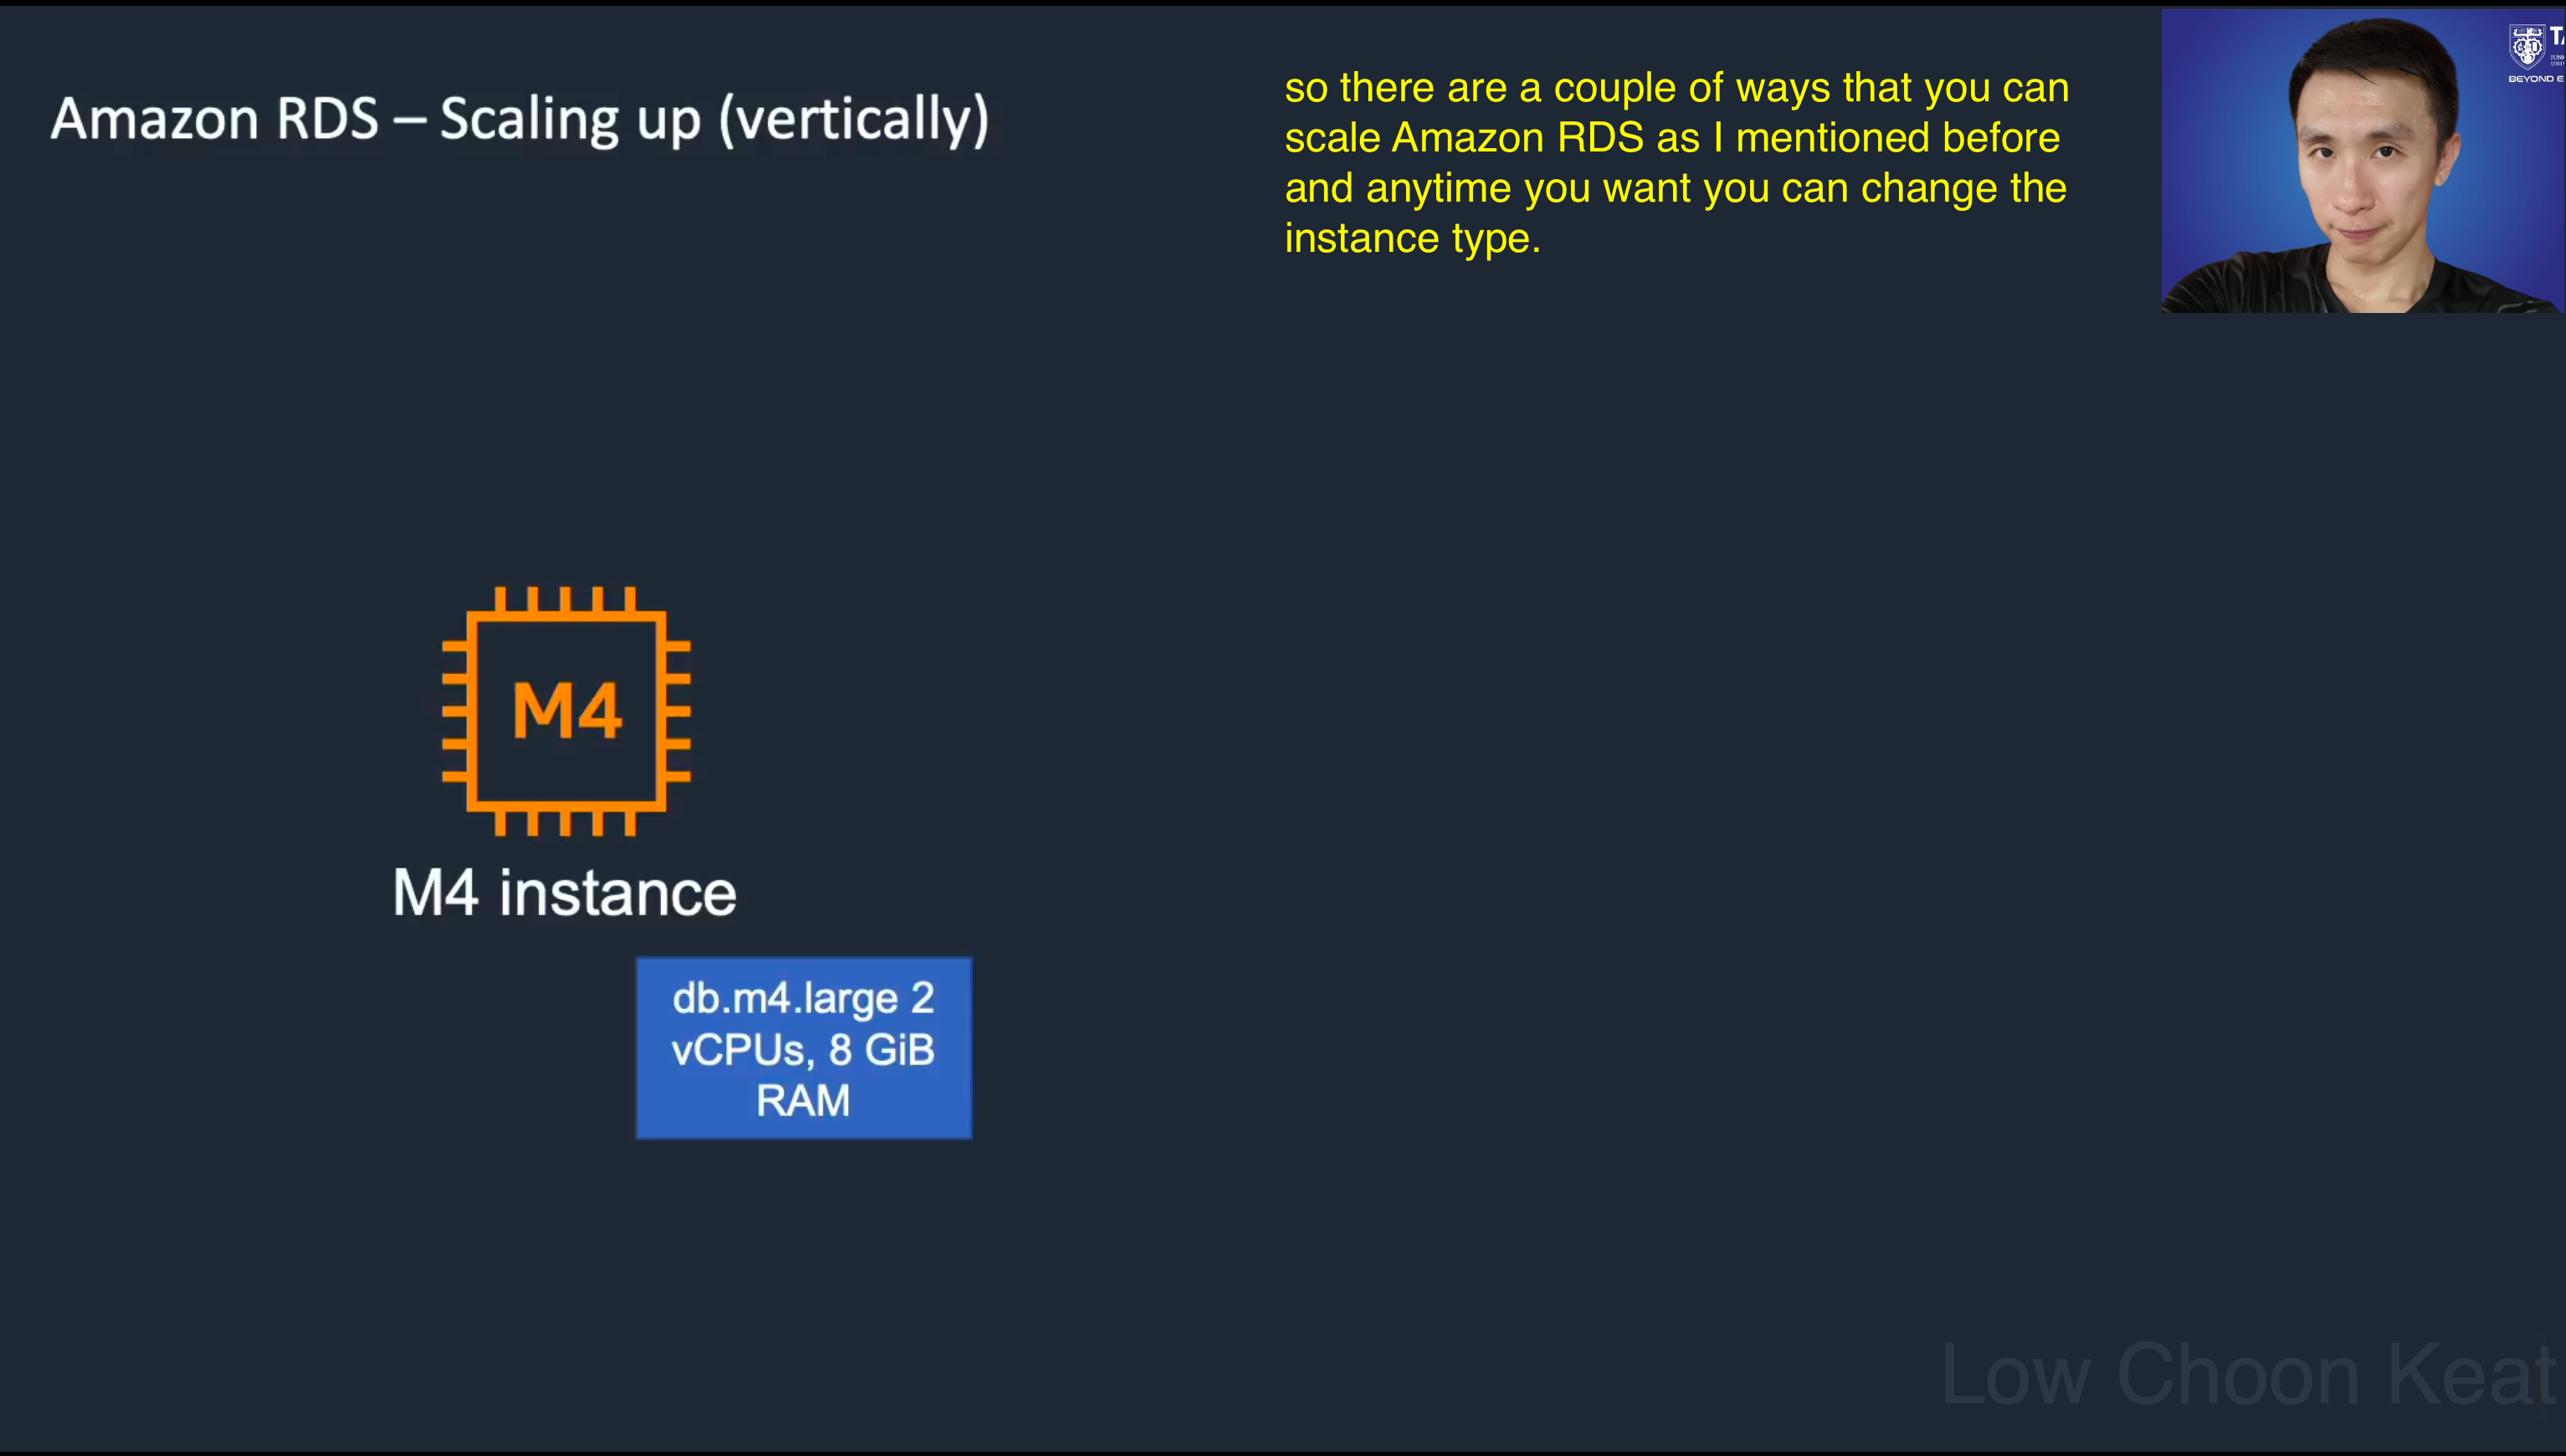 Amazon RDS – Scaling up (vertically)
so there are a couple of ways that you can
scale Amazon RDS as I mentioned before
and anytime you want you can change the
instance type.
BEYOND E
M4
M4 instance
db.m4.large 2
vCPUs, 8 GiB
RAM
Low Choon Keat